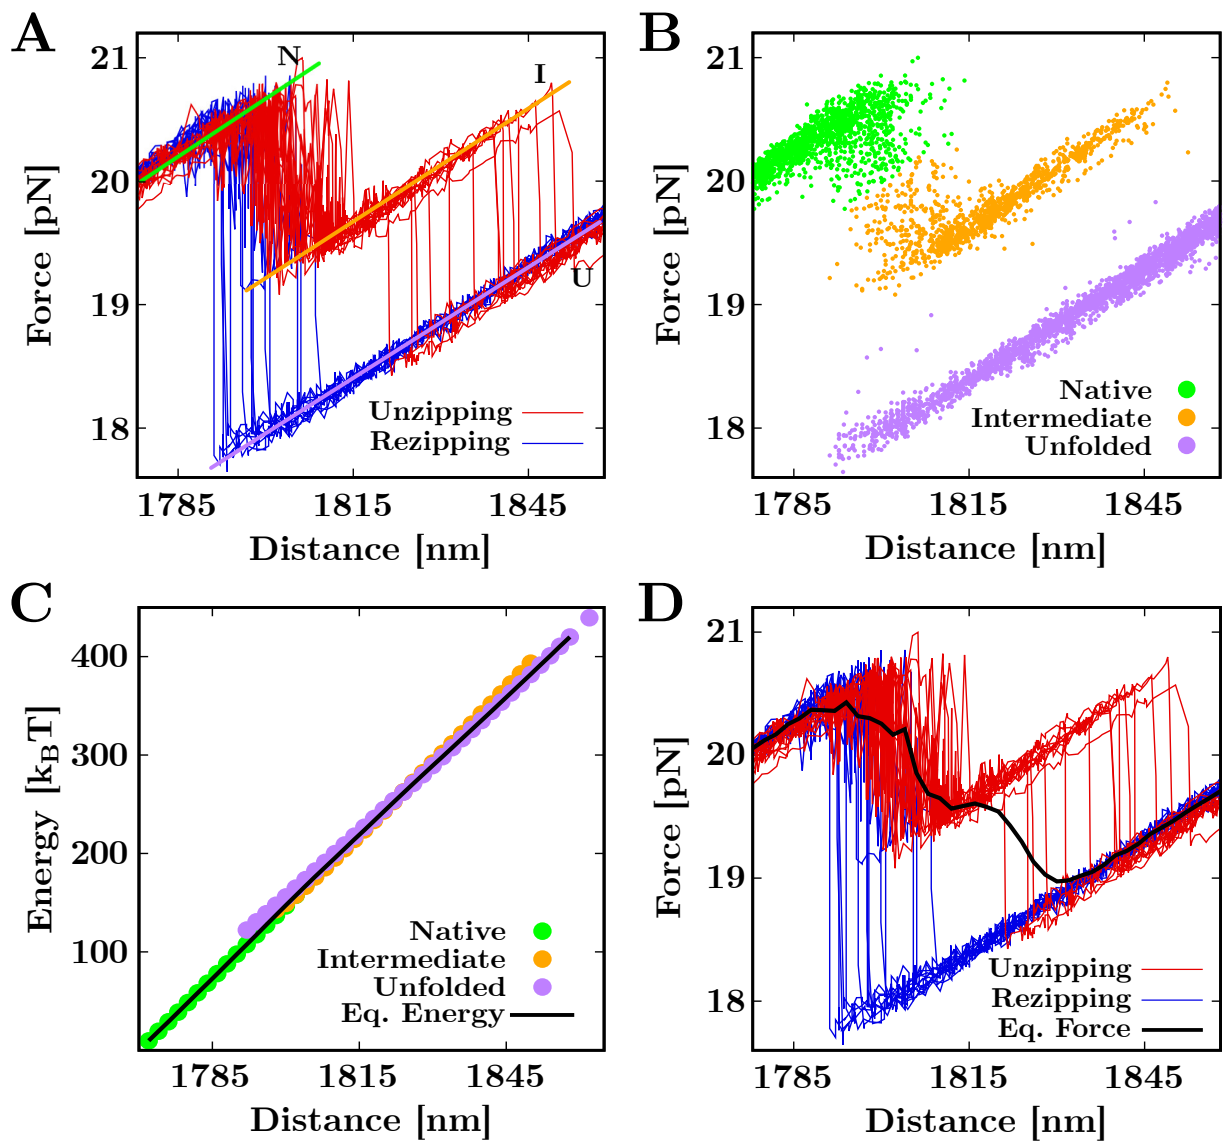 A
21
20
19
18
Force [pN]
N
I
U
Unzipping
Rezipping
1785 1815 1845
Distance [nm]
B
21
20
19
18
Force [pN]
Native
Intermediate
Unfolded
1785 1815 1845
Distance [nm]
C
400
300
200
100
Energy [k_BT]
Native
Intermediate
Unfolded
Eq. Energy
1785 1815 1845
Distance [nm]
D
21
20
19
18
Force [pN]
Unzipping
Rezipping
Eq. Force
1785 1815 1845
Distance [nm]